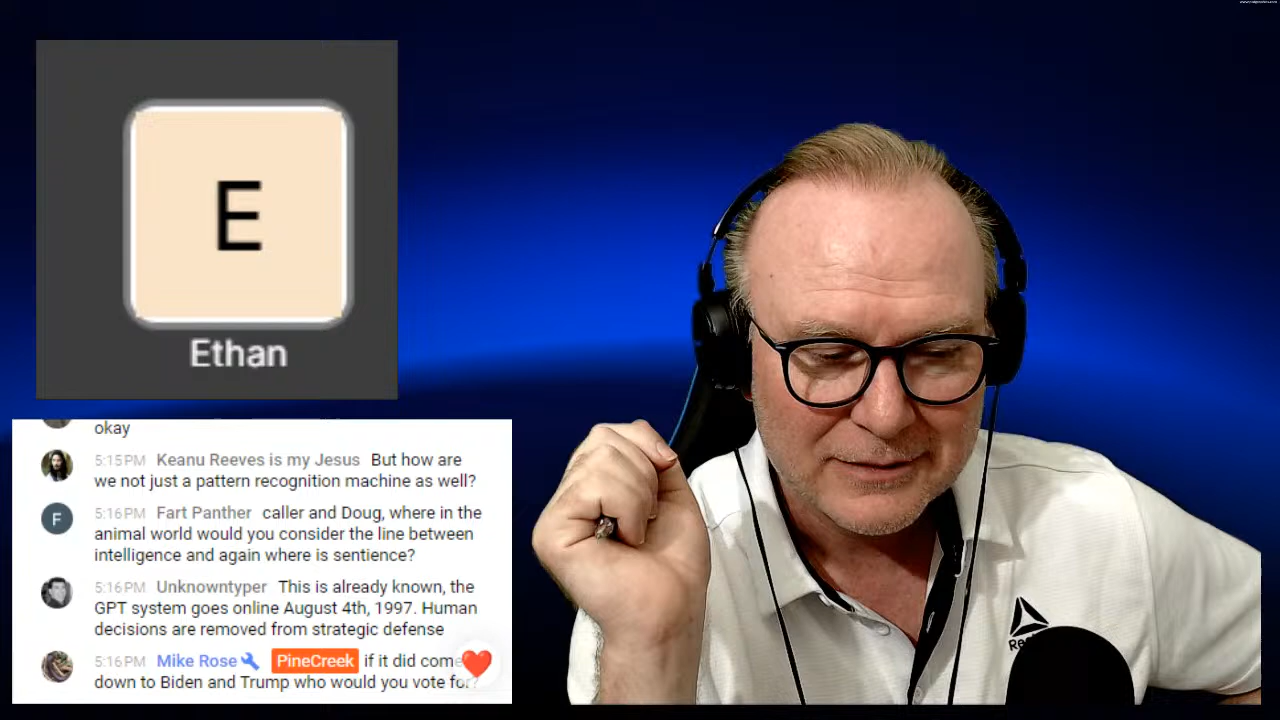 E
Ethan
okay
5:15PM Keanu Reeves is my Jesus But how are
we not just a pattern recognition machine as well?
F
5:16PM Fart Panther caller and Doug, where in the
animal world would you consider the line between
intelligence and again where is sentience?
5:16PM Unknowntyper This is already known, the
GPT system goes online August 4th, 1997. Human
decisions are removed from strategic defense
5:16PM Mike Rose PineCreek if it did come
down to Biden and Trump who would you vote for?